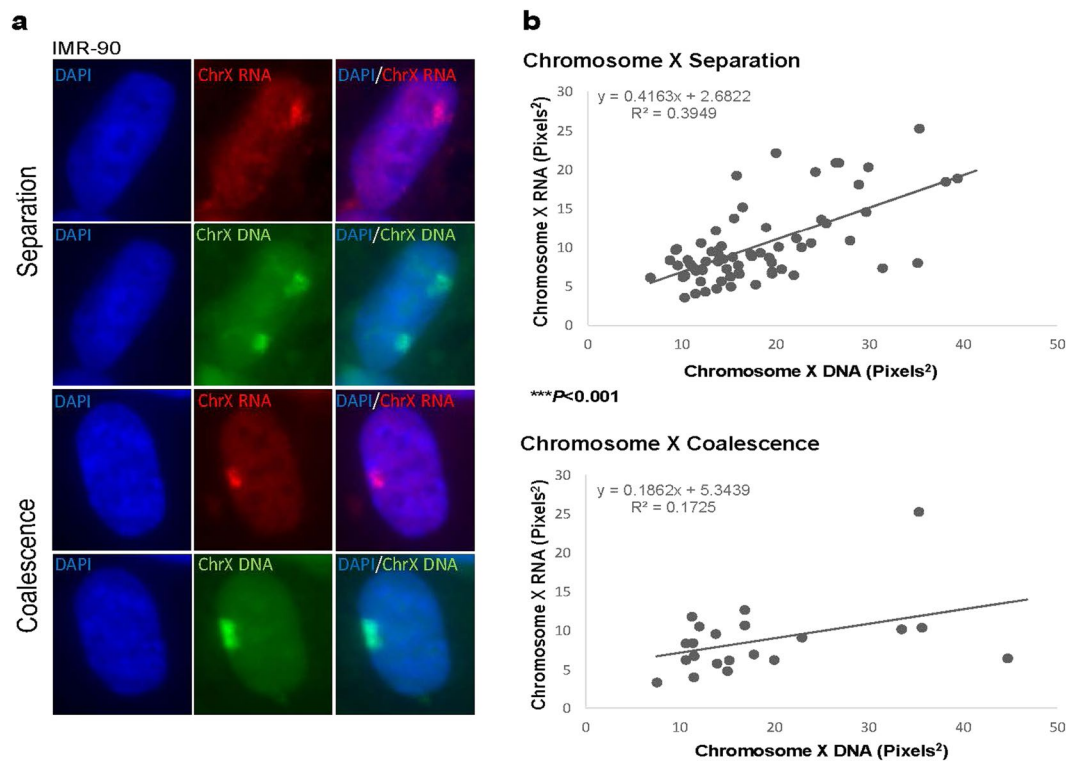 a
IMR-90
Separation
DAPI
ChrX RNA
DAPI/ChrX RNA
DAPI
ChrX DNA
DAPI/ChrX DNA
Coalescence
DAPI
ChrX RNA
DAPI/ChrX RNA
DAPI
ChrX DNA
DAPI/ChrX DNA
b
Chromosome X Separation
y = 0.4163x + 2.6822
R² = 0.3949
Chromosome X RNA (Pixels²)
30
25
20
15
10
5
0
0 10 20 30 40 50
Chromosome X DNA (Pixels²)
***P<0.001
Chromosome X Coalescence
y = 0.1862x + 5.3439
R² = 0.1725
Chromosome X RNA (Pixels²)
30
25
20
15
10
5
0
0 10 20 30 40 50
Chromosome X DNA (Pixels²)